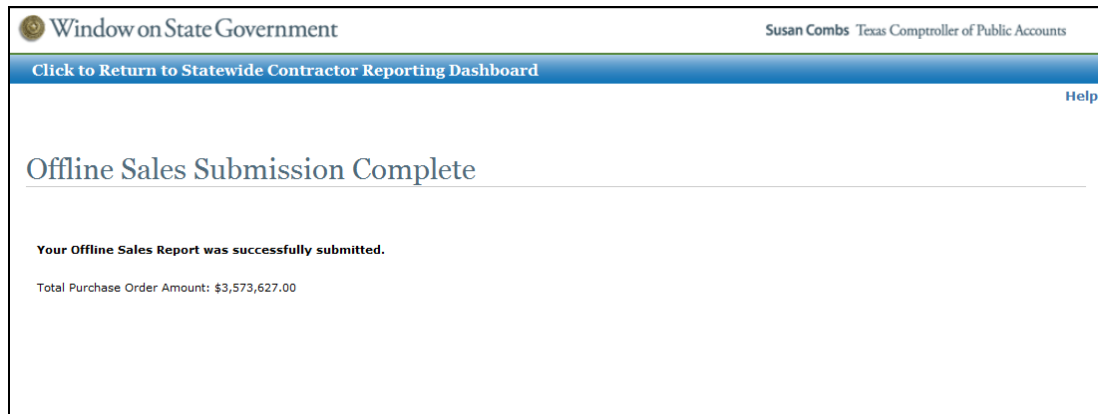 Window on State Government
Susan Combs Texas Comptroller of Public Accounts
Click to Return to Statewide Contractor Reporting Dashboard
Help
Offline Sales Submission Complete
Your Offline Sales Report was successfully submitted.
Total Purchase Order Amount: $3,573,627.00